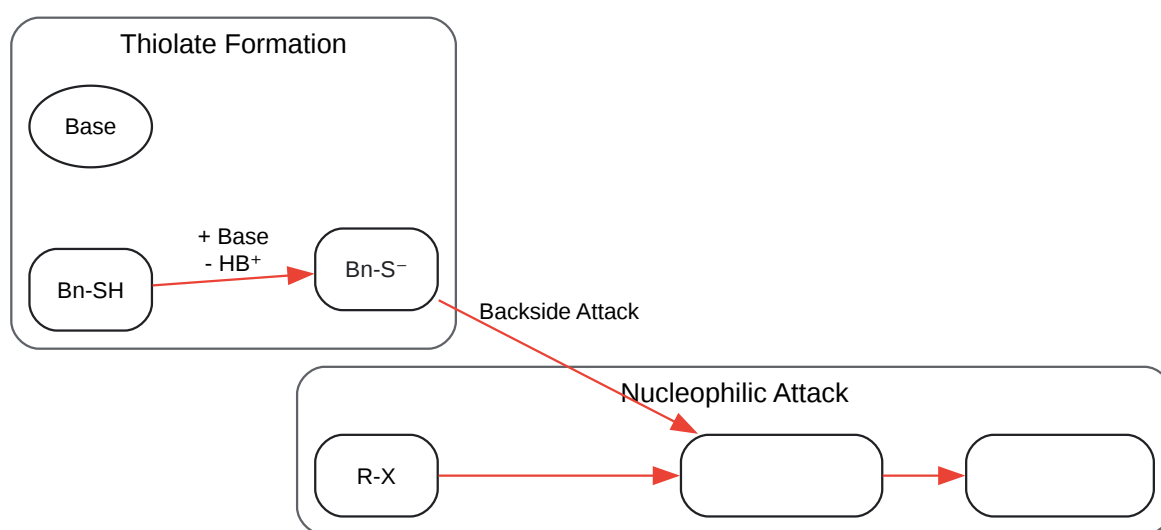 Thiolate Formation
Base
+ Base
- HB⁺
Bn-SH
Bn-S⁻
Backside Attack
Nucleophilic Attack
R-X